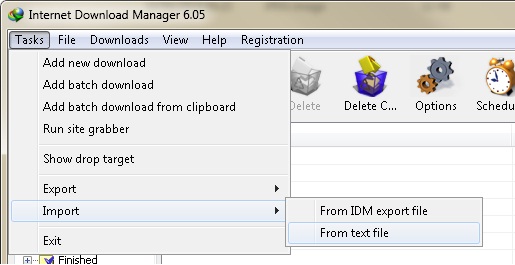 Internet Download Manager 6.05
Tasks File Downloads View Help Registration
Add new download
Add batch download
Add batch download from clipboard
Run site grabber
Show drop target
Export
Import
Exit
From IDM export file
From text file
Delete Delete C... Options Schedu
Finished